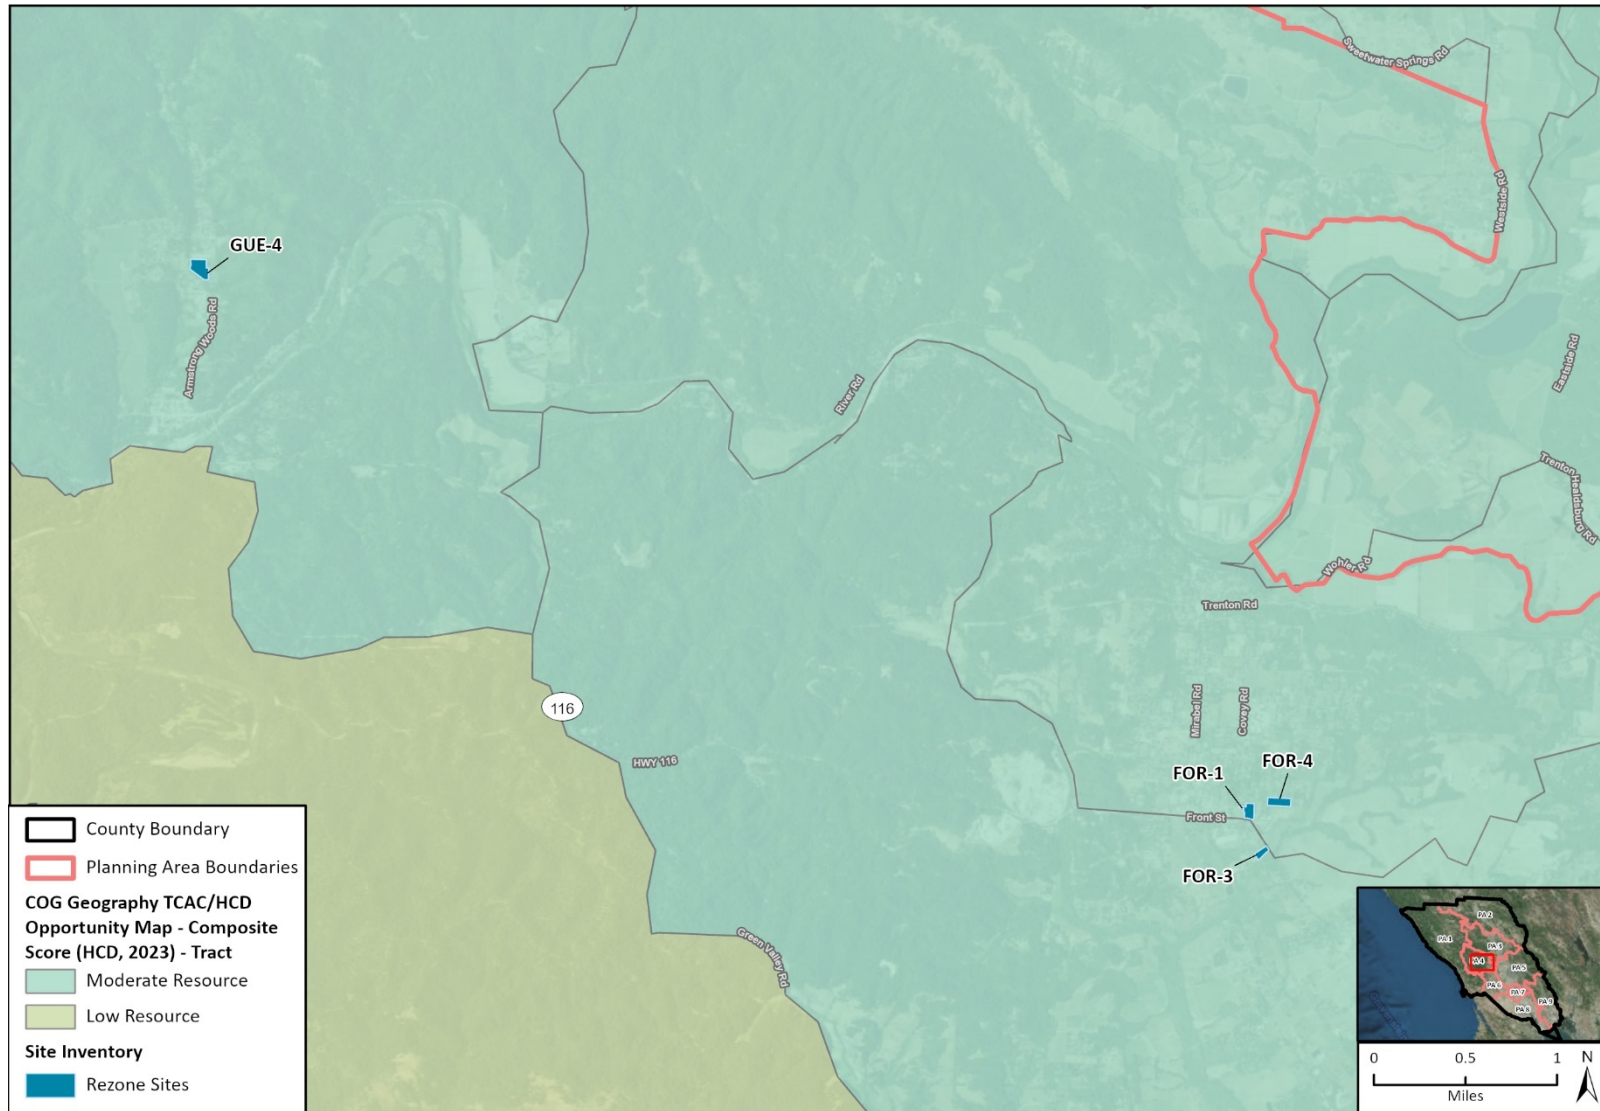 Sweetwater Springs Rd
Westside Rd
GUE-4
Armstrong Woods Rd
River Rd
Eastside Rd
Trenton Healdsburg Rd
Wohler Rd
Trenton Rd
Mirabel Rd
Covey Rd
116
HWY 116
FOR-1
FOR-4
Front St
FOR-3
Green Valley Rd
County Boundary
Planning Area Boundaries
COG Geography TCAC/HCD
Opportunity Map - Composite
Score (HCD, 2023) - Tract
Moderate Resource
Low Resource
Site Inventory
Rezone Sites
PA 2
PA 1
PA 3
A 4
PA 5
PA 6
PA 7
PA 9
PA 8
0 0.5 1
Miles
N